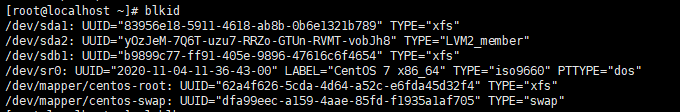 [root@localhost ~]# blkid
/dev/sda1: UUID="83956e18-5911-4618-ab8b-0b6e1321b789" TYPE="xfs"
/dev/sda2: UUID="yOzJeM-7Q6T-uzu7-RRZo-GTUn-RVMT-vobJh8" TYPE="LVM2_member"
/dev/sdb1: UUID="b9899c77-ff91-405e-9896-47616c6f4654" TYPE="xfs"
/dev/sr0: UUID="2020-11-04-11-36-43-00" LABEL="CentOS 7 x86_64" TYPE="iso9660" PTTYPE="dos"
/dev/mapper/centos-root: UUID="62a4f626-5cda-4d64-a52c-e6fda45d32f4" TYPE="xfs"
/dev/mapper/centos-swap: UUID="dfa99eec-a159-4aae-85fd-f1935a1af705" TYPE="swap"